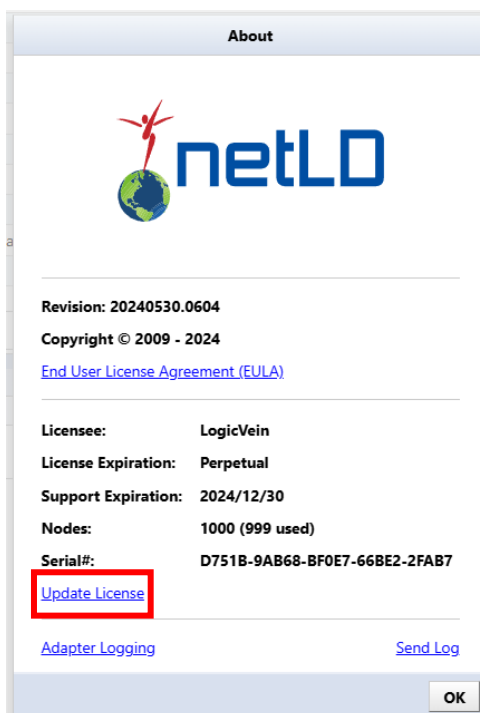 About
netLD
a
Revision: 20240530.0604
Copyright © 2009 - 2024
End User License Agreement (EULA)
Licensee: LogicVein
License Expiration: Perpetual
Support Expiration: 2024/12/30
Nodes: 1000 (999 used)
Serial#: D751B-9AB68-BF0E7-66BE2-2FAB7
Update License
Adapter Logging Send Log
OK